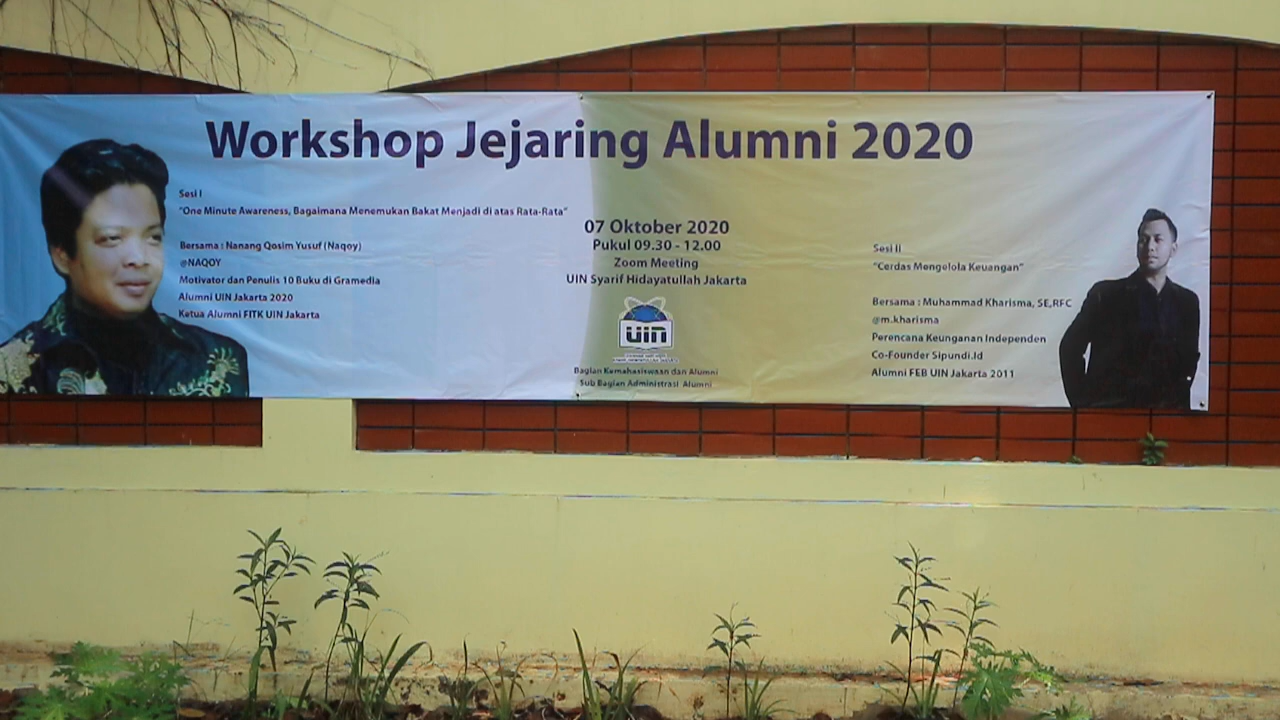 Workshop Jejaring Alumni 2020
Sesi I
"One Minute Awareness, Bagaimana Menemukan Bakat Menjadi di atas Rata-Rata"
Bersama : Nanang Qosim Yusuf (Naqoy)
@NAQOY
Motivator dan Penulis 10 Buku di Gramedia
Alumni UIN Jakarta 2020
Ketua Alumni FITK UIN Jakarta
07 Oktober 2020
Pukul 09.30 - 12.00
Zoom Meeting
UIN Syarif Hidayatullah Jakarta
UIN
Bagian Kemahasiswaan dan Alumni
Sub Bagian Administrasi Alumni
Sesi II
"Cerdas Mengelola Keuangan"
Bersama : Muhammad Kharisma, SE,RFC
@m.kharisma
Perencana Keunganan Independen
Co-Founder Sipundi.Id
Alumni FEB UIN Jakarta 2011